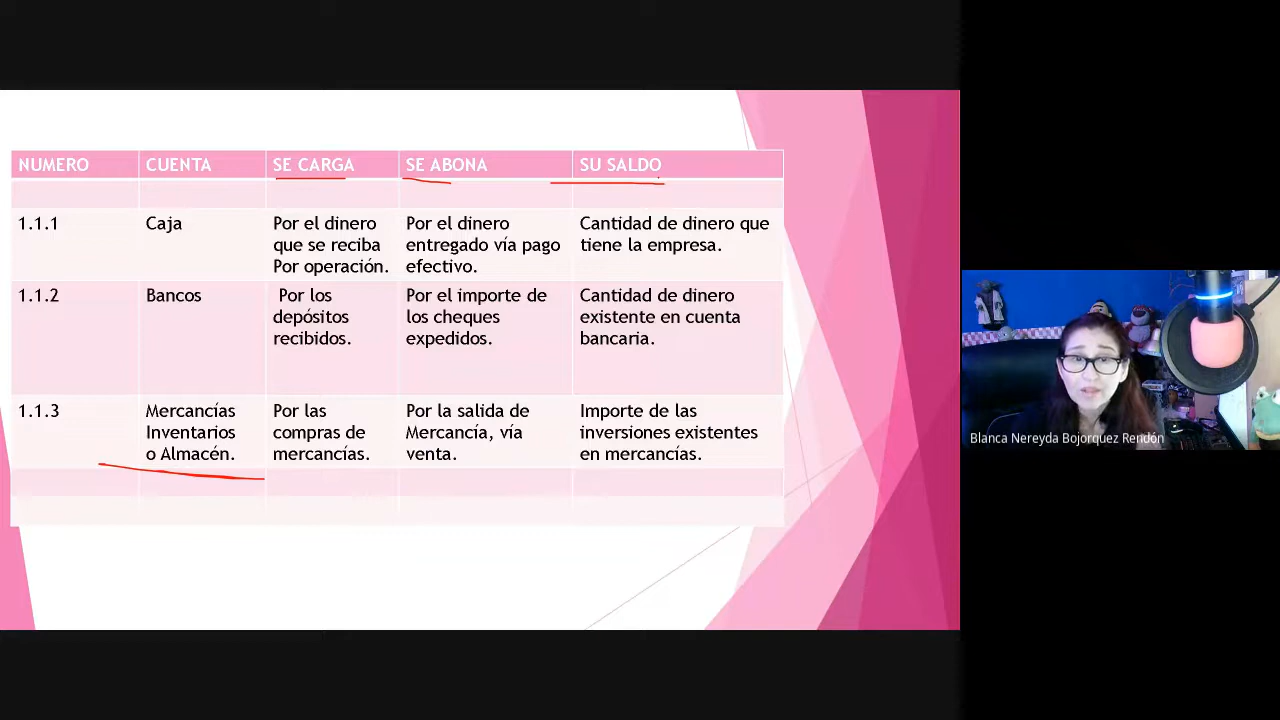 NUMERO CUENTA SE CARGA SE ABONA SU SALDO
1.1.1 Caja Por el dinero Por el dinero Cantidad de dinero que
que se reciba entregado vía pago tiene la empresa.
Por operación. efectivo.
1.1.2 Bancos Por los Por el importe de Cantidad de dinero
depósitos los cheques existente en cuenta
recibidos. expedidos. bancaria.
1.1.3 Mercancías Por las Por la salida de Importe de las
Inventarios compras de Mercancía, vía inversiones existentes
o Almacén. mercancías. venta. en mercancías.
Blanca Nereyda Bojorquez Rendón